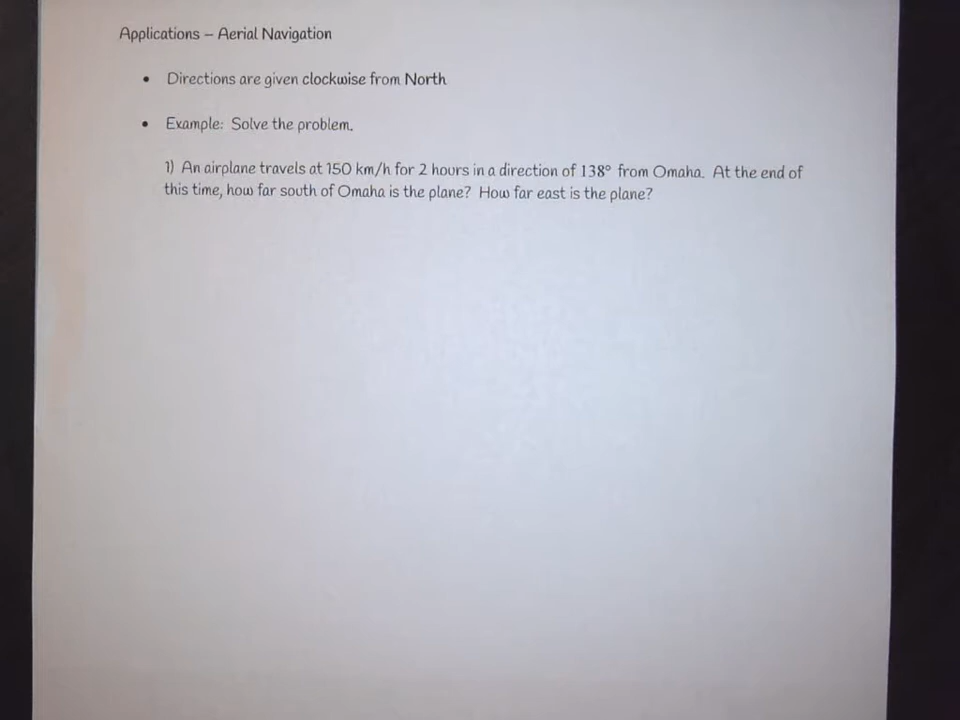 Applications – Aerial Navigation
• Directions are given clockwise from North
• Example: Solve the problem.
1) An airplane travels at 150 km/h for 2 hours in a direction of 138° from Omaha. At the end of
this time, how far south of Omaha is the plane? How far east is the plane?